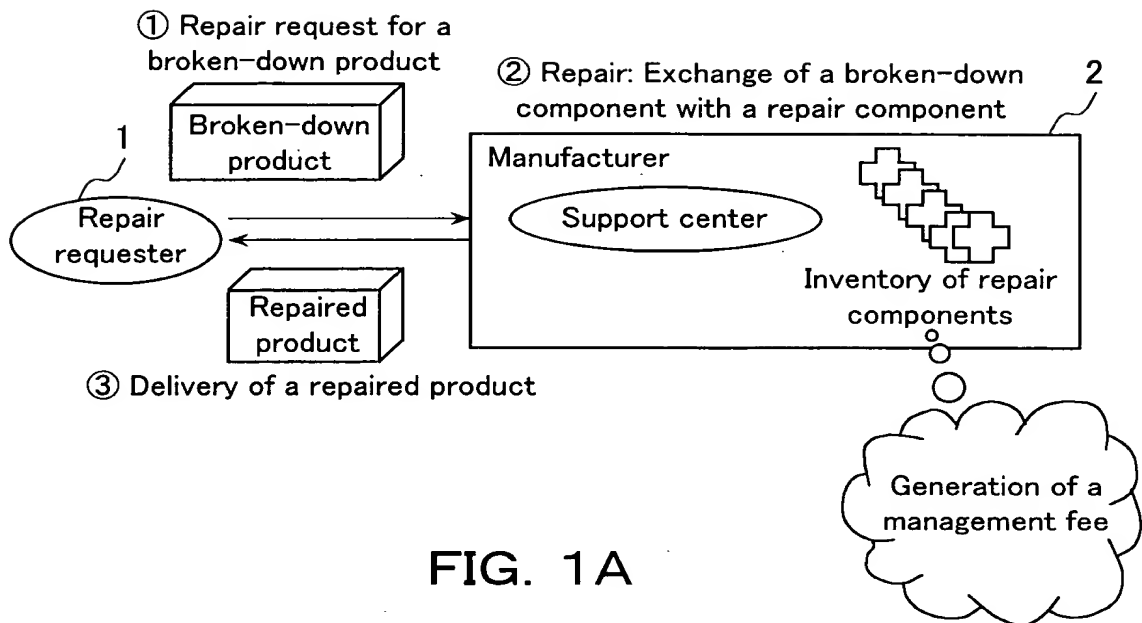 ① Repair request for a
broken-down product
Broken-down
product
② Repair: Exchange of a broken-down
component with a repair component
2
1
Repair
requester
Manufacturer
Support center
Inventory of repair
components
Repaired
product
③ Delivery of a repaired product
Generation of a
management fee
FIG. 1A